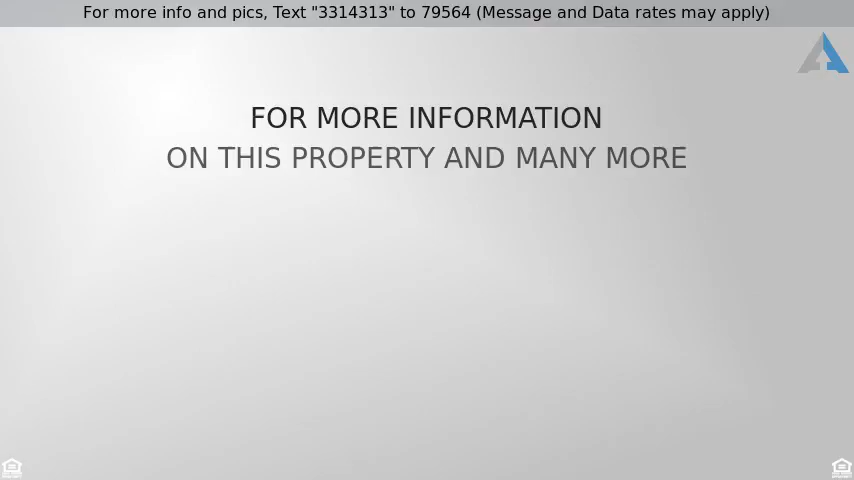 For more info and pics, Text "3314313" to 79564 (Message and Data rates may apply)
FOR MORE INFORMATION
ON THIS PROPERTY AND MANY MORE